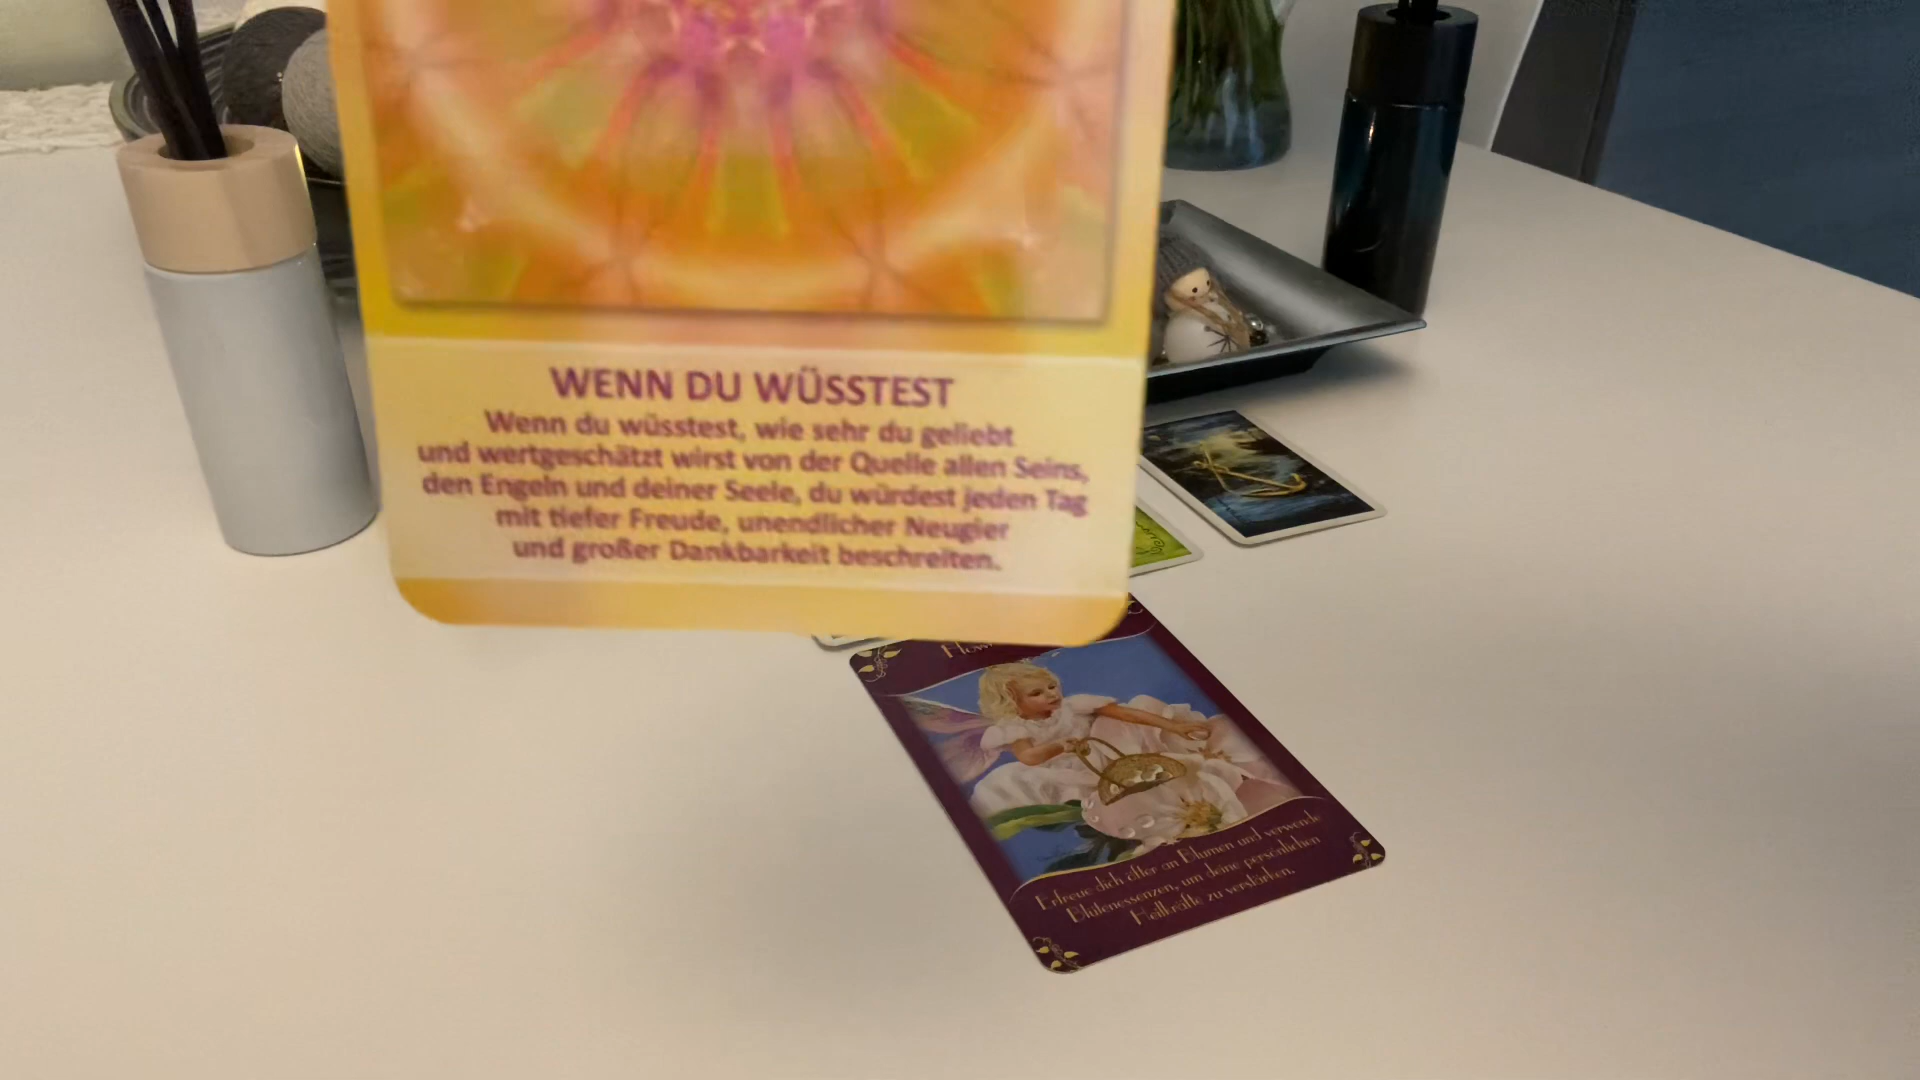 WENN DU WÜSSTEST
Wenn du wüsstest, wie sehr du geliebt
und wertgeschätzt wirst von der Quelle allen Seins,
den Engeln und deiner Seele, du würdest jeden Tag
mit tiefer Freude, unendlicher Neugier
und großer Dankbarkeit beschreiten.
Erfreue dich öfter an Blumen und verwende
Blütenessenzen, um deine persönlichen
Heilkräfte zu verstärken.